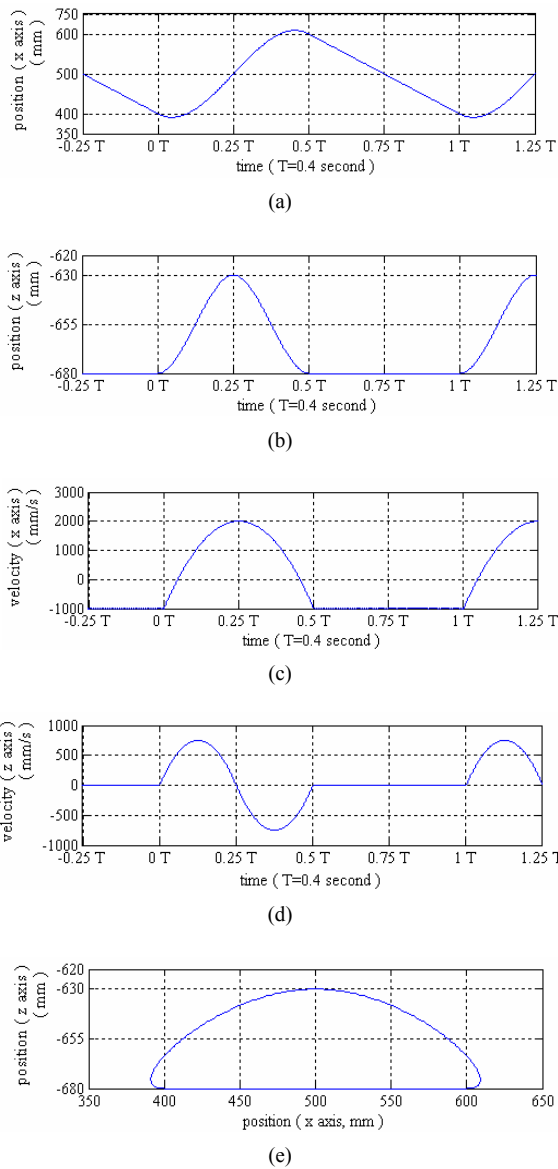 position ( x axis )
( mm )
750
600
500
400
350
-0.25 T 0 T 0.25 T 0.5 T 0.75 T 1 T 1.25 T
time ( T=0.4 second )
(a)
position ( z axis )
( mm )
-620
-630
-655
-680
-0.25 T 0 T 0.25 T 0.5 T 0.75 T 1 T 1.25 T
time ( T=0.4 second )
(b)
velocity ( x axis )
( mm/s )
3000
2000
1000
0
-1000
-0.25 T 0 T 0.25 T 0.5 T 0.75 T 1 T 1.25 T
time ( T=0.4 second )
(c)
velocity ( z axis )
( mm/s )
1000
500
0
-500
-1000
-0.25 T 0 T 0.25 T 0.5 T 0.75 T 1 T 1.25 T
time ( T=0.4 second )
(d)
position ( z axis )
( mm )
-620
-630
-655
-680
350 400 450 500 550 600 650
position ( x axis, mm )
(e)